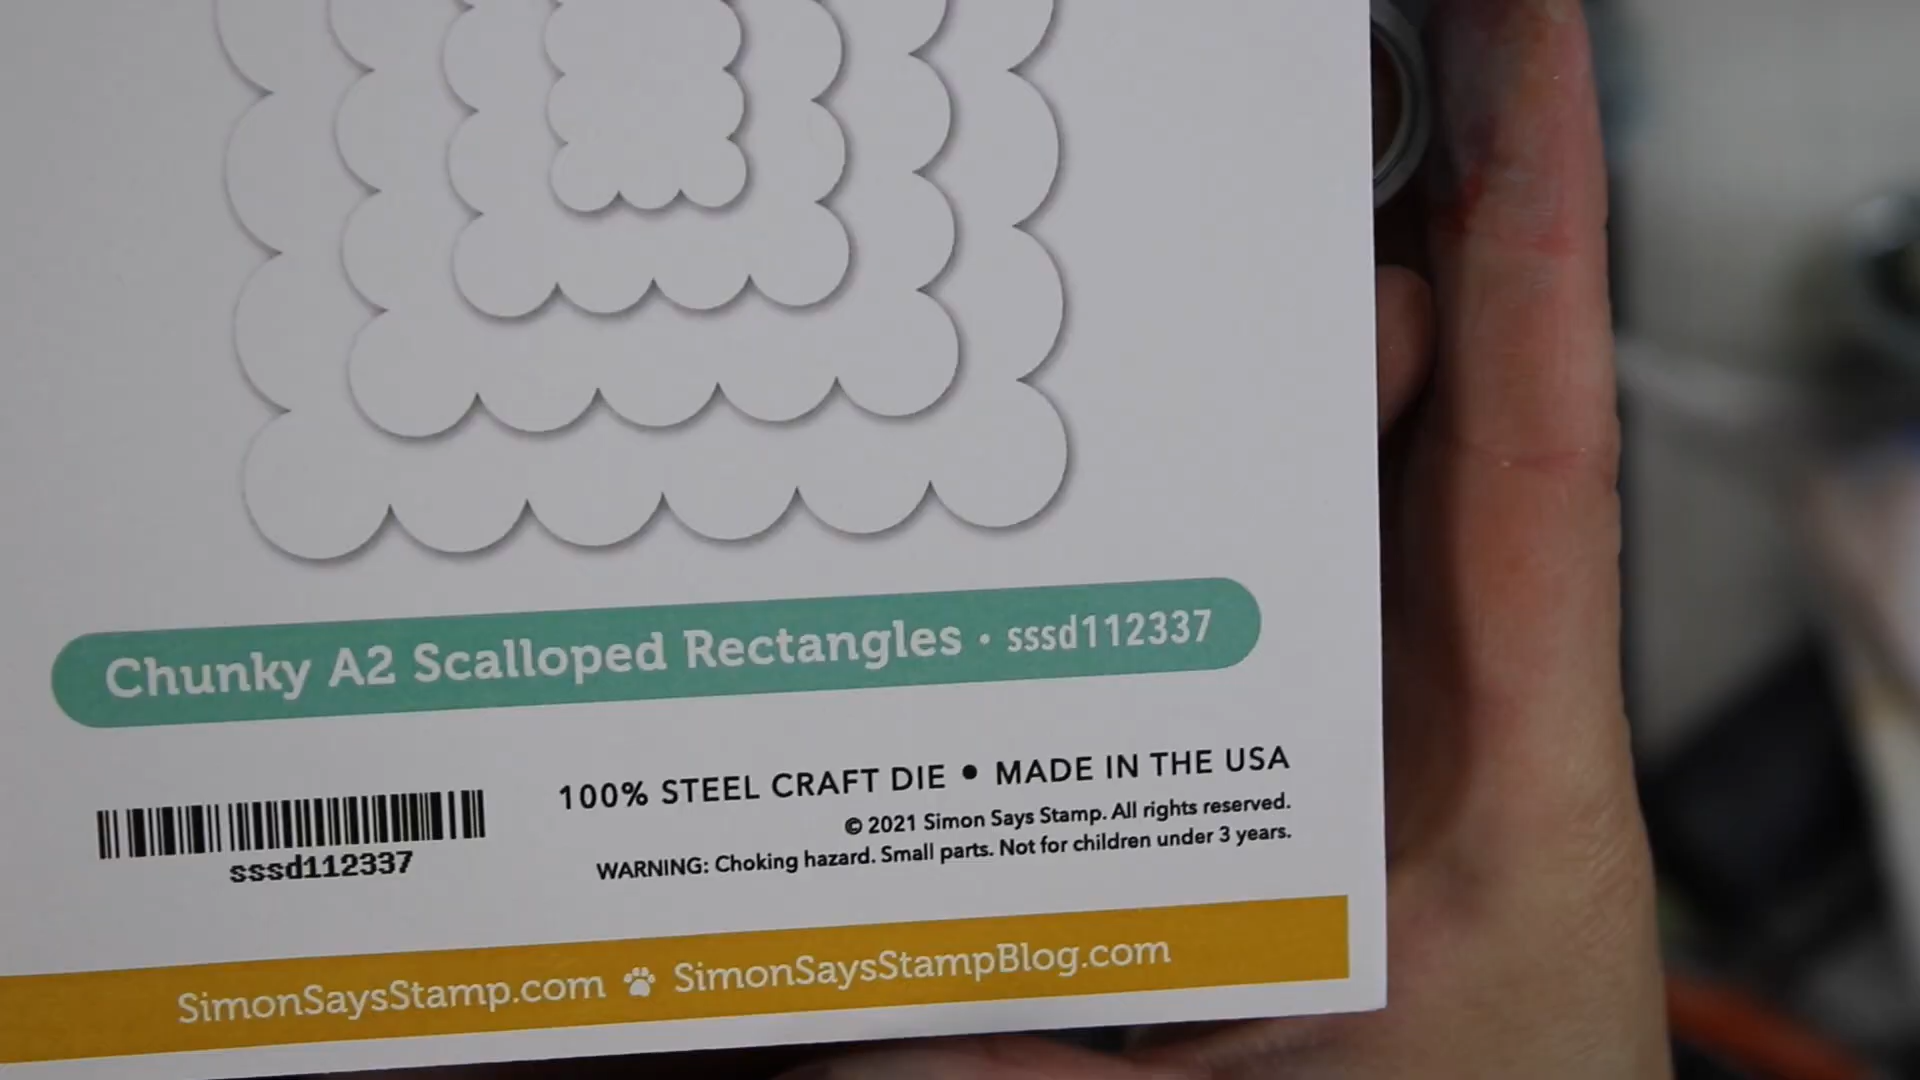 Chunky A2 Scalloped Rectangles • sssd112337
100% STEEL CRAFT DIE • MADE IN THE USA
© 2021 Simon Says Stamp. All rights reserved.
WARNING: Choking hazard. Small parts. Not for children under 3 years.
sssd112337
SimonSaysStamp.com SimonSaysStampBlog.com